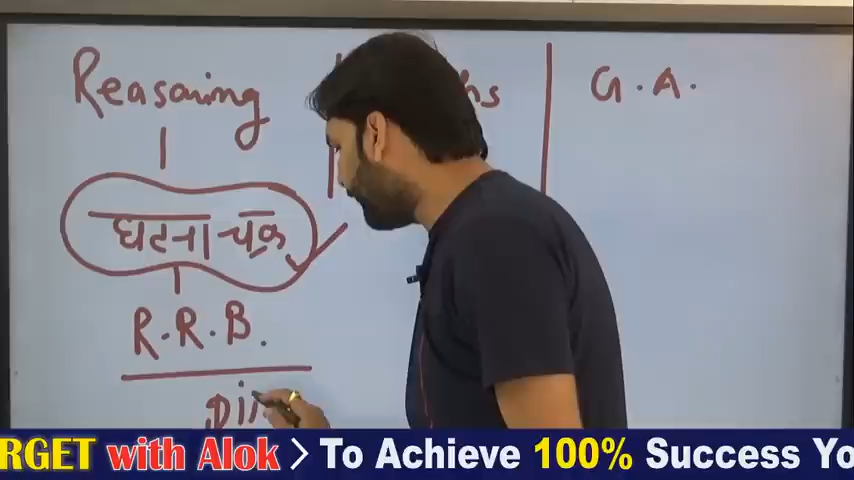 Reasoning
G.A.
घटना-चक्र
R.R.B.
RGET with Alok > To Achieve 100% Success Yo